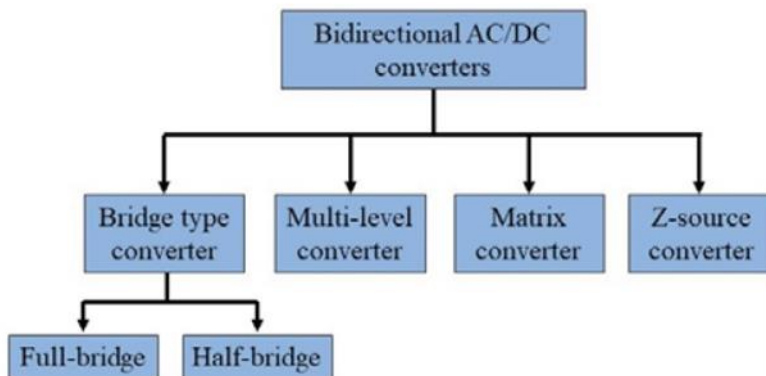 Bidirectional AC/DC
converters
Bridge type
converter
Multi-level
converter
Matrix
converter
Z-source
converter
Full-bridge
Half-bridge